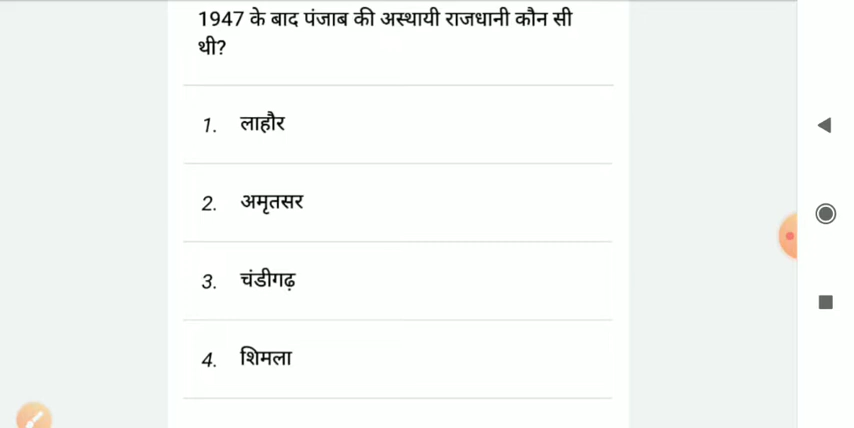 1947 के बाद पंजाब की अस्थायी राजधानी कौन सी
थी?
1. लाहौर
2. अमृतसर
3. चंडीगढ़
4. शिमला